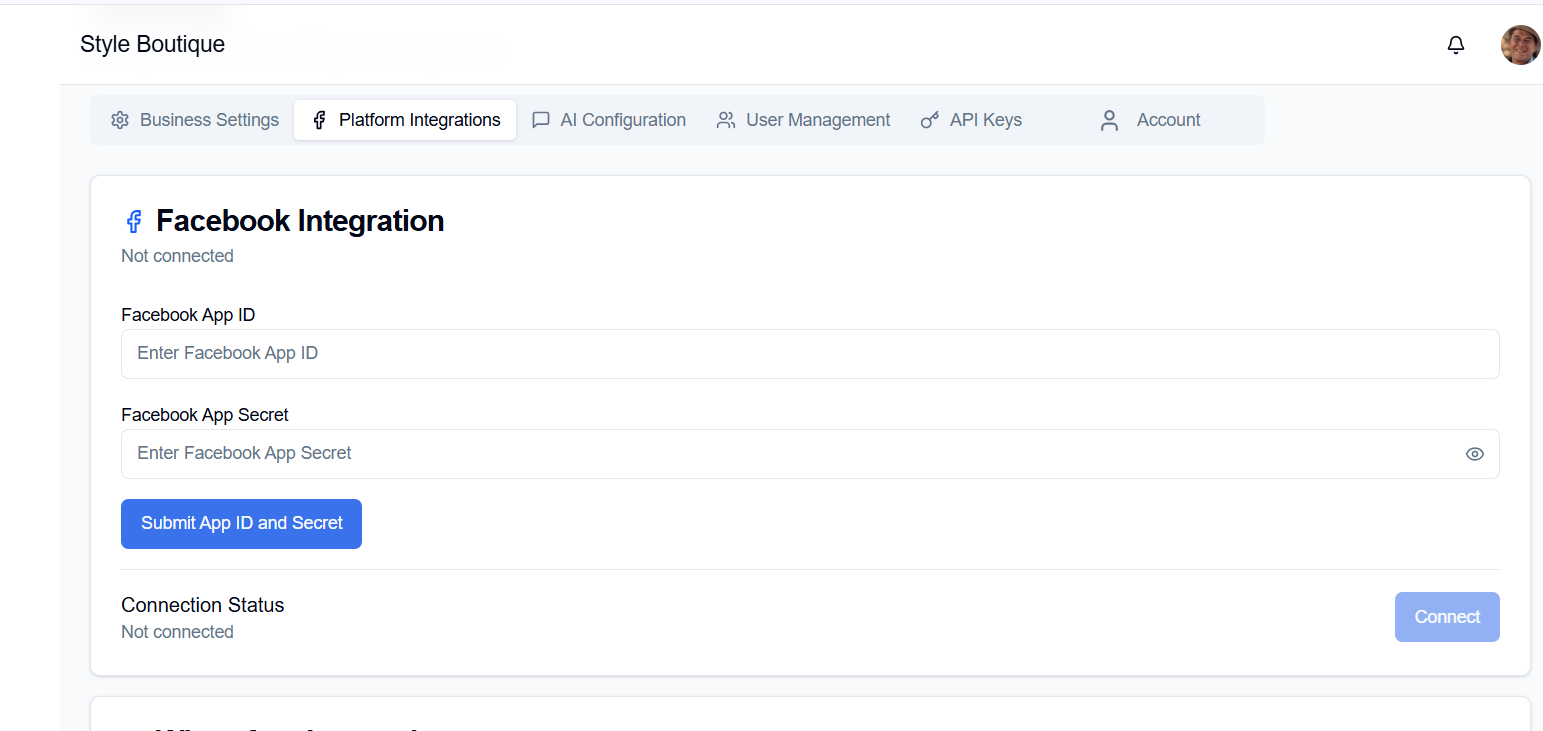 Style Boutique
Business Settings
Platform Integrations
AI Configuration
User Management
API Keys
Account
Facebook Integration
Not connected
Facebook App ID
Enter Facebook App ID
Facebook App Secret
Enter Facebook App Secret
Submit App ID and Secret
Connection Status
Not connected
Connect